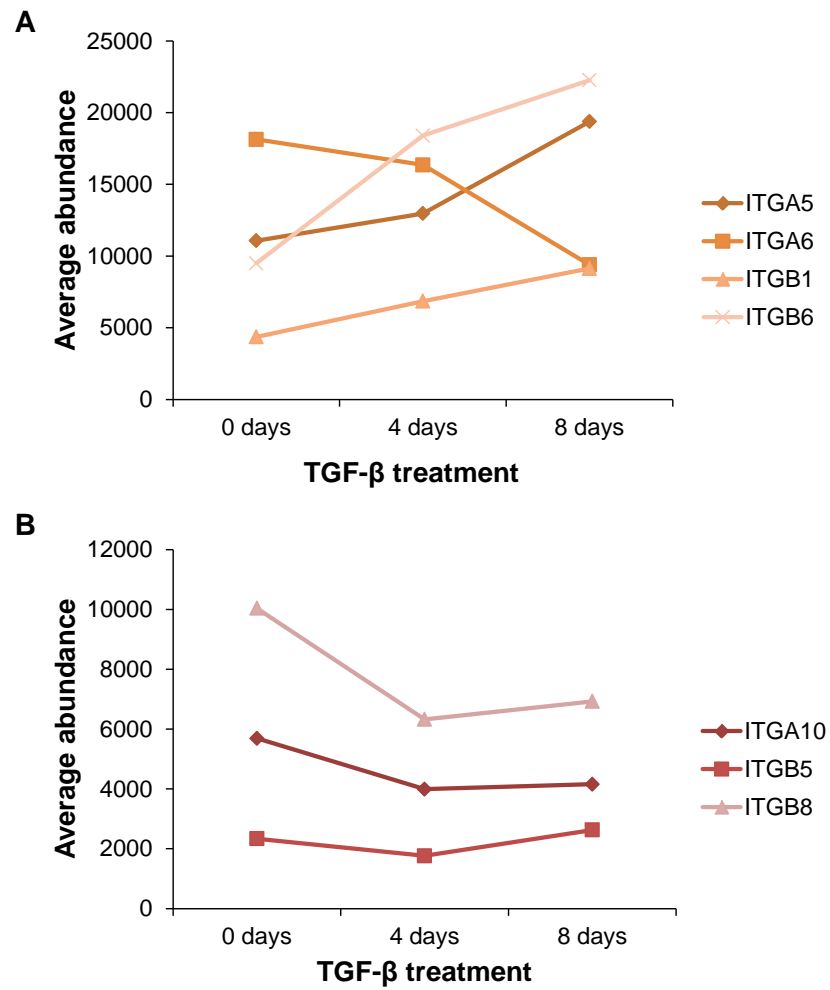 A
25000
20000
15000
10000
5000
0
Average abundance
0 days 4 days 8 days
TGF-β treatment
ITGA5
ITGA6
ITGB1
ITGB6
B
12000
10000
8000
6000
4000
2000
0
Average abundance
0 days 4 days 8 days
TGF-β treatment
ITGA10
ITGB5
ITGB8